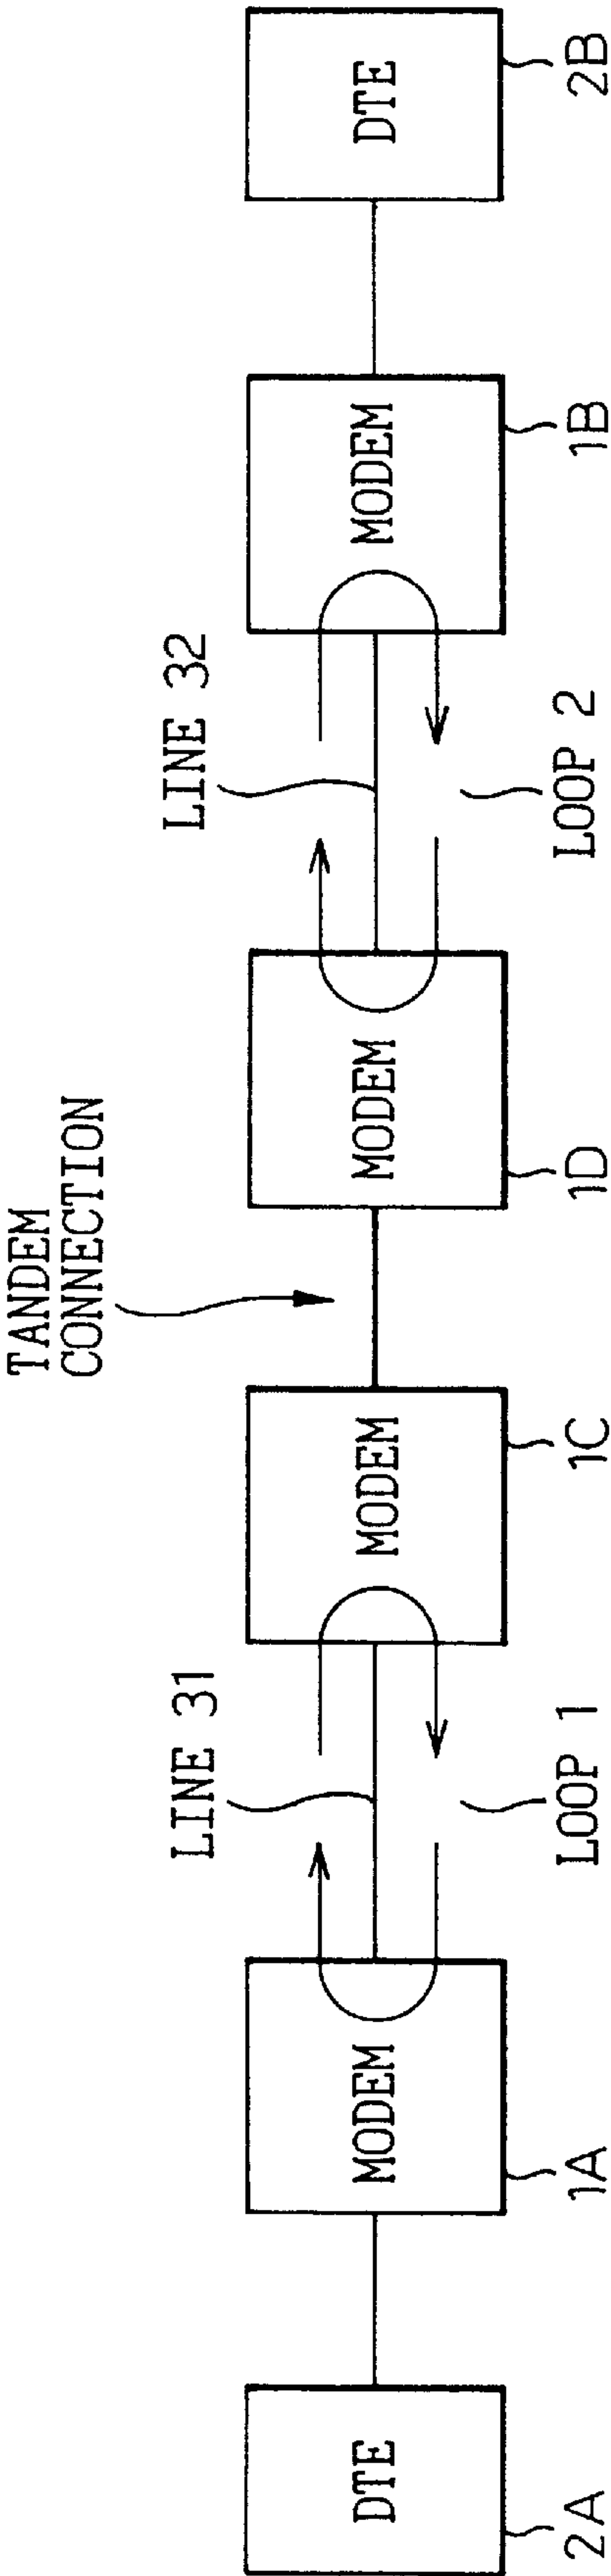 TANDEM
CONNECTION
LINE 31
LINE 32
DTE
MODEM
MODEM
MODEM
MODEM
DTE
2A
1A
LOOP 1
1C
1D
LOOP 2
1B
2B